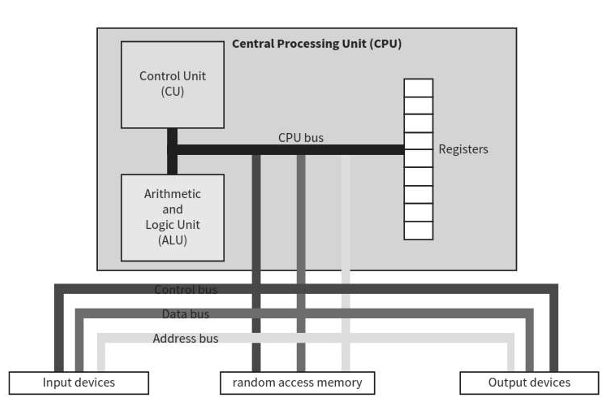 Central Processing Unit (CPU)
Control Unit
(CU)
CPU bus
Registers
Arithmetic
and
Logic Unit
(ALU)
Control bus
Data bus
Address bus
Input devices
random access memory
Output devices